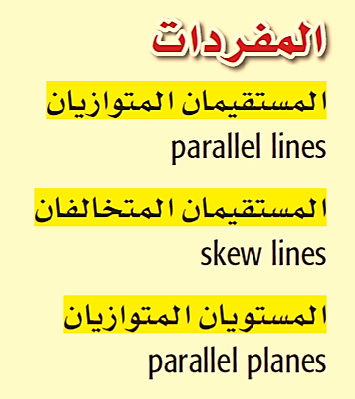 المفردات
المستقيمان المتوازيان
parallel lines
المستقيمان المتخالفان
skew lines
المستويان المتوازيان
parallel planes